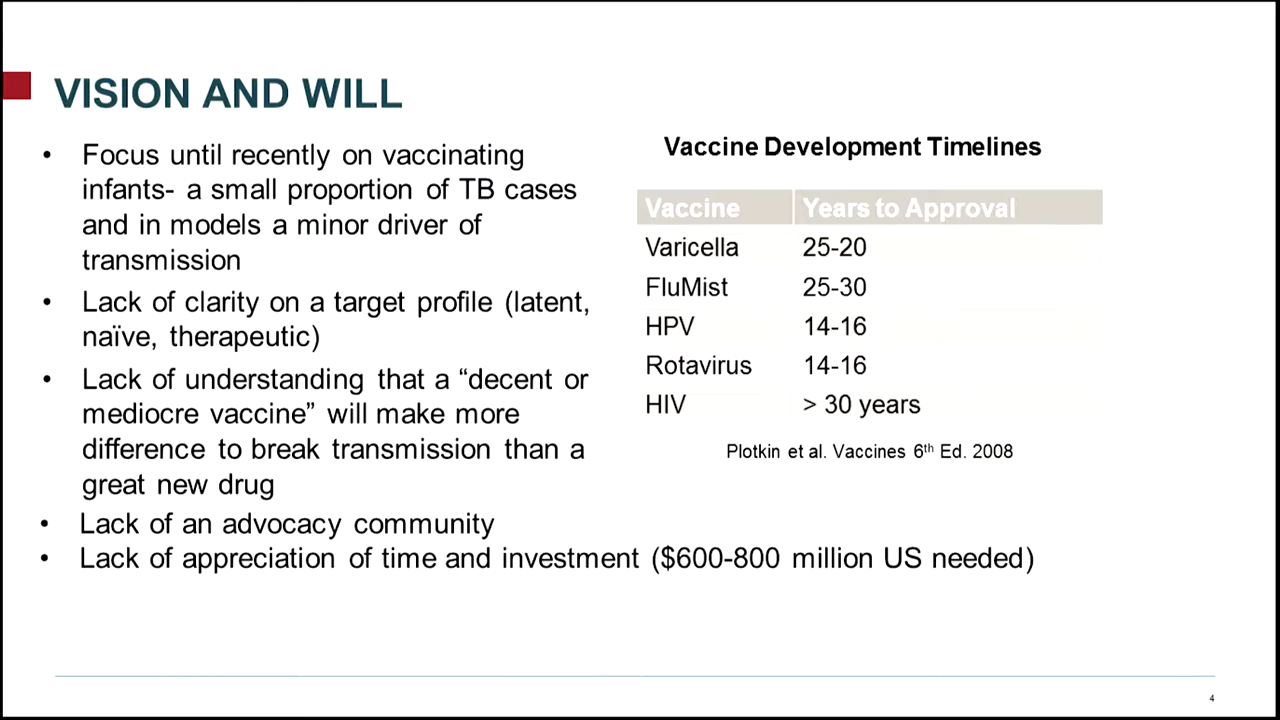 VISION AND WILL
• Focus until recently on vaccinating
infants- a small proportion of TB cases
and in models a minor driver of
transmission
• Lack of clarity on a target profile (latent,
naïve, therapeutic)
• Lack of understanding that a “decent or
mediocre vaccine” will make more
difference to break transmission than a
great new drug
• Lack of an advocacy community
• Lack of appreciation of time and investment ($600-800 million US needed)
Vaccine Development Timelines
Vaccine Years to Approval
Varicella 25-20
FluMist 25-30
HPV 14-16
Rotavirus 14-16
HIV > 30 years
Plotkin et al. Vaccines 6th Ed. 2008
4